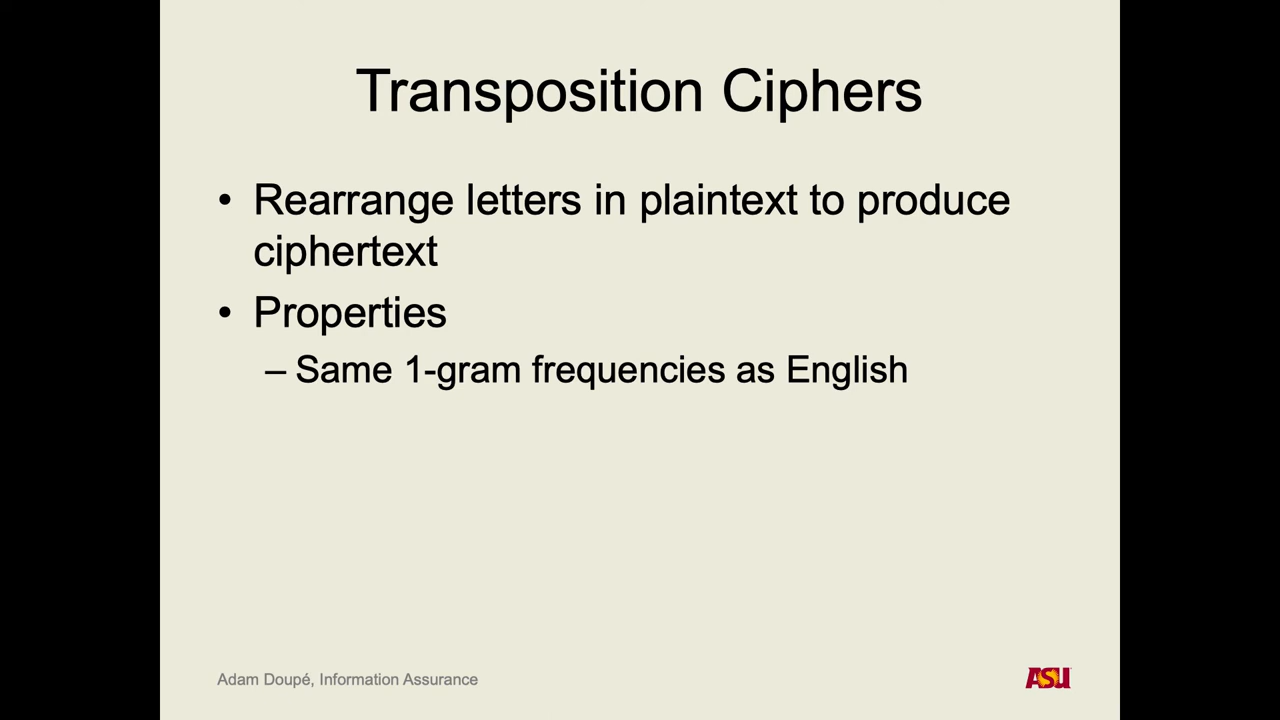 Transposition Ciphers
• Rearrange letters in plaintext to produce
ciphertext
• Properties
– Same 1-gram frequencies as English
Adam Doupé, Information Assurance
ASU